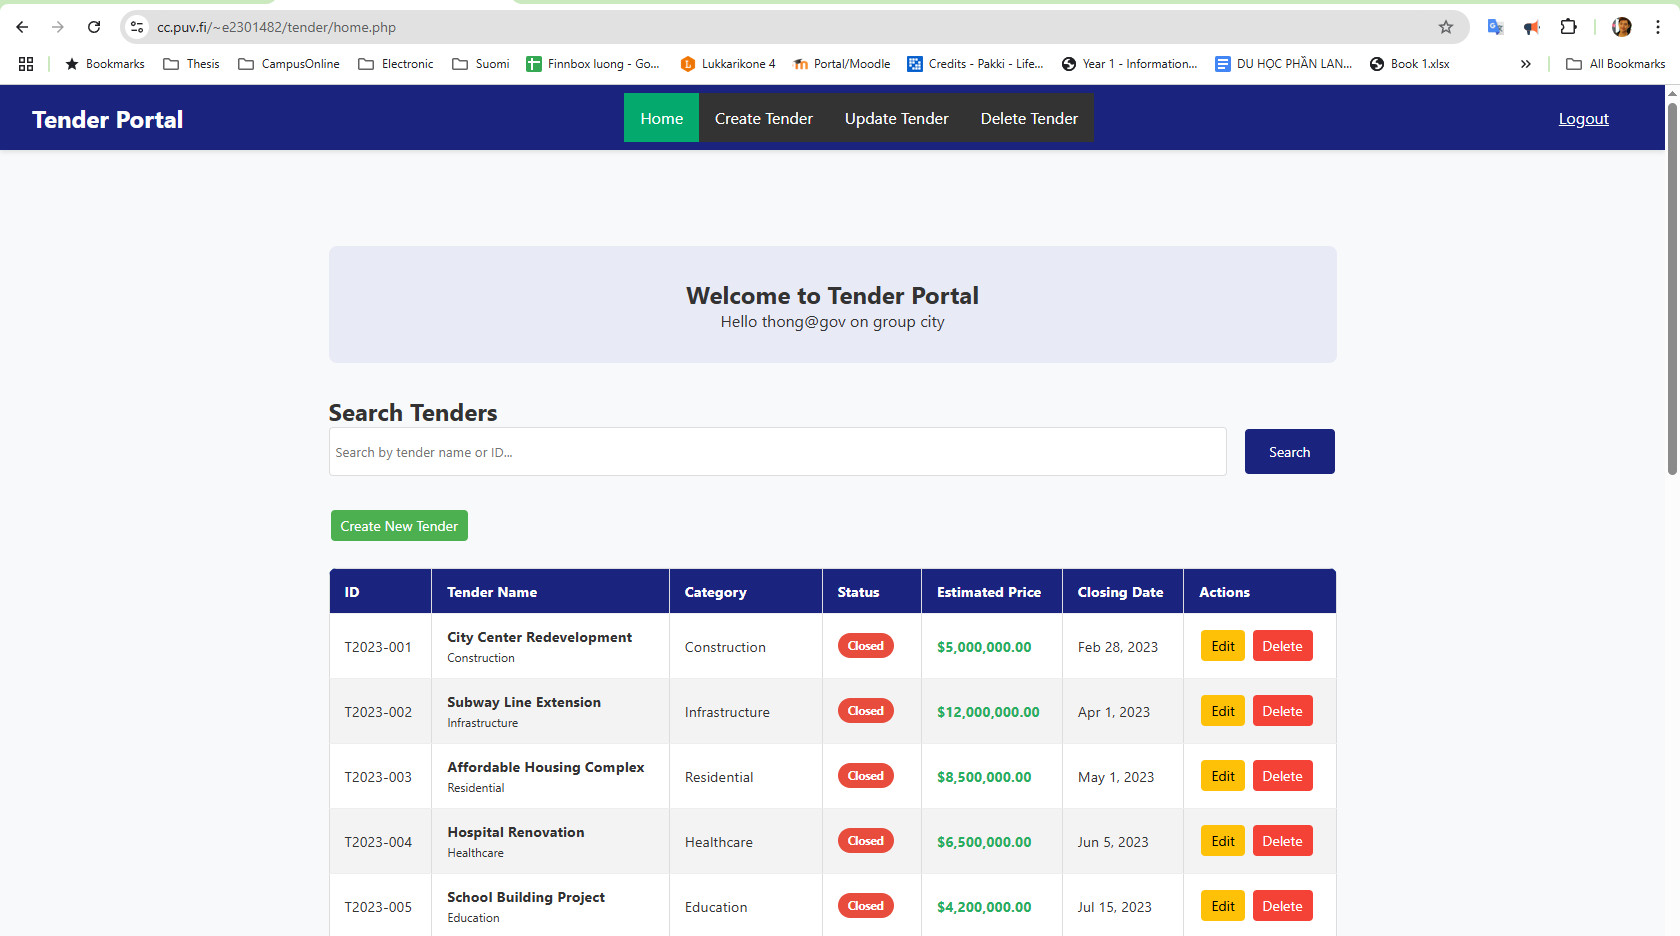 cc.puv.fi/~e2301482/tender/home.php
Bookmarks Thesis CampusOnline Electronic Suomi Finnbox luong - Go... Lukkarikone 4 Portal/Moodle Credits - Pakki - Life... Year 1 - Information... DU HỌC PHẦN LAN... Book 1.xlsx » All Bookmarks
Tender Portal Home Create Tender Update Tender Delete Tender Logout
Welcome to Tender Portal
Hello thong@gov on group city
Search Tenders
Search by tender name or ID... Search
Create New Tender
ID Tender Name Category Status Estimated Price Closing Date Actions
T2023-001 City Center Redevelopment Construction Closed $5,000,000.00 Feb 28, 2023 Edit Delete
Construction
T2023-002 Subway Line Extension Infrastructure Closed $12,000,000.00 Apr 1, 2023 Edit Delete
Infrastructure
T2023-003 Affordable Housing Complex Residential Closed $8,500,000.00 May 1, 2023 Edit Delete
Residential
T2023-004 Hospital Renovation Healthcare Closed $6,500,000.00 Jun 5, 2023 Edit Delete
Healthcare
T2023-005 School Building Project Education Closed $4,200,000.00 Jul 15, 2023 Edit Delete
Education